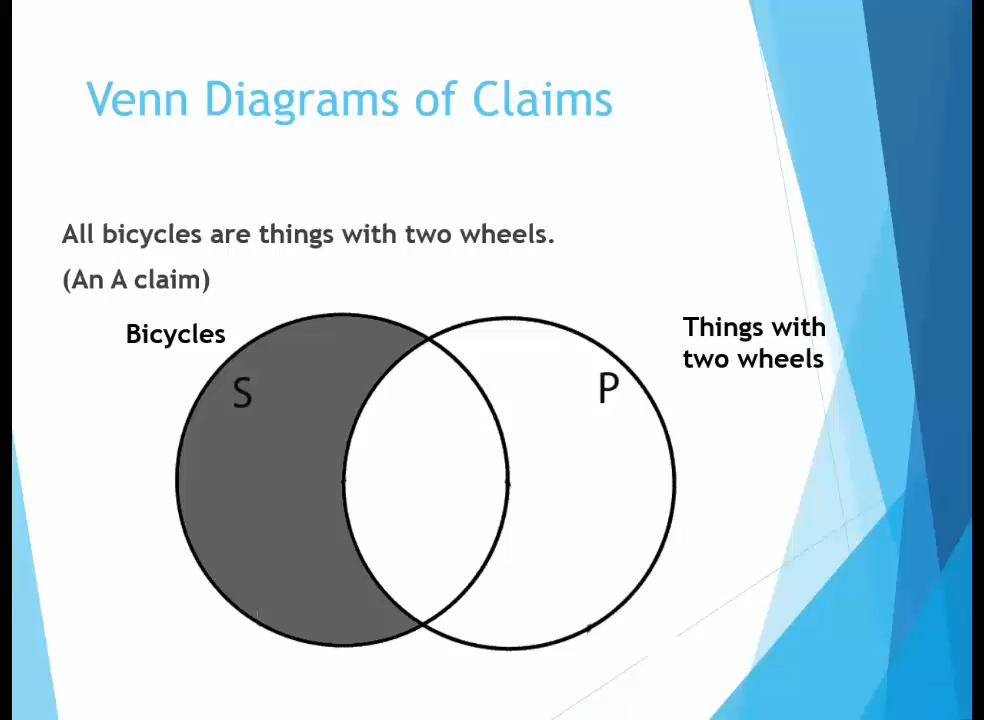 Venn Diagrams of Claims
All bicycles are things with two wheels.
(An A claim)
Bicycles
Things with
two wheels
S
P